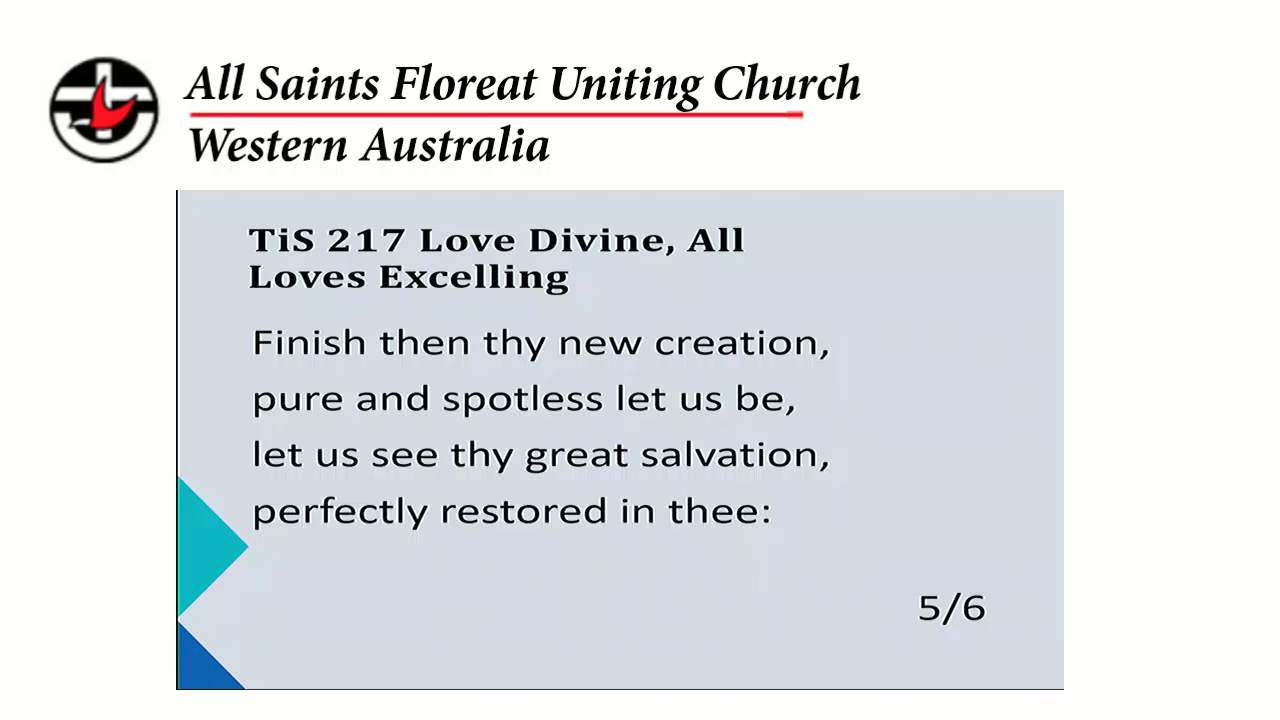 All Saints Floreat Uniting Church
Western Australia
TiS 217 Love Divine, All
Loves Excelling
Finish then thy new creation,
pure and spotless let us be,
let us see thy great salvation,
perfectly restored in thee:
5/6